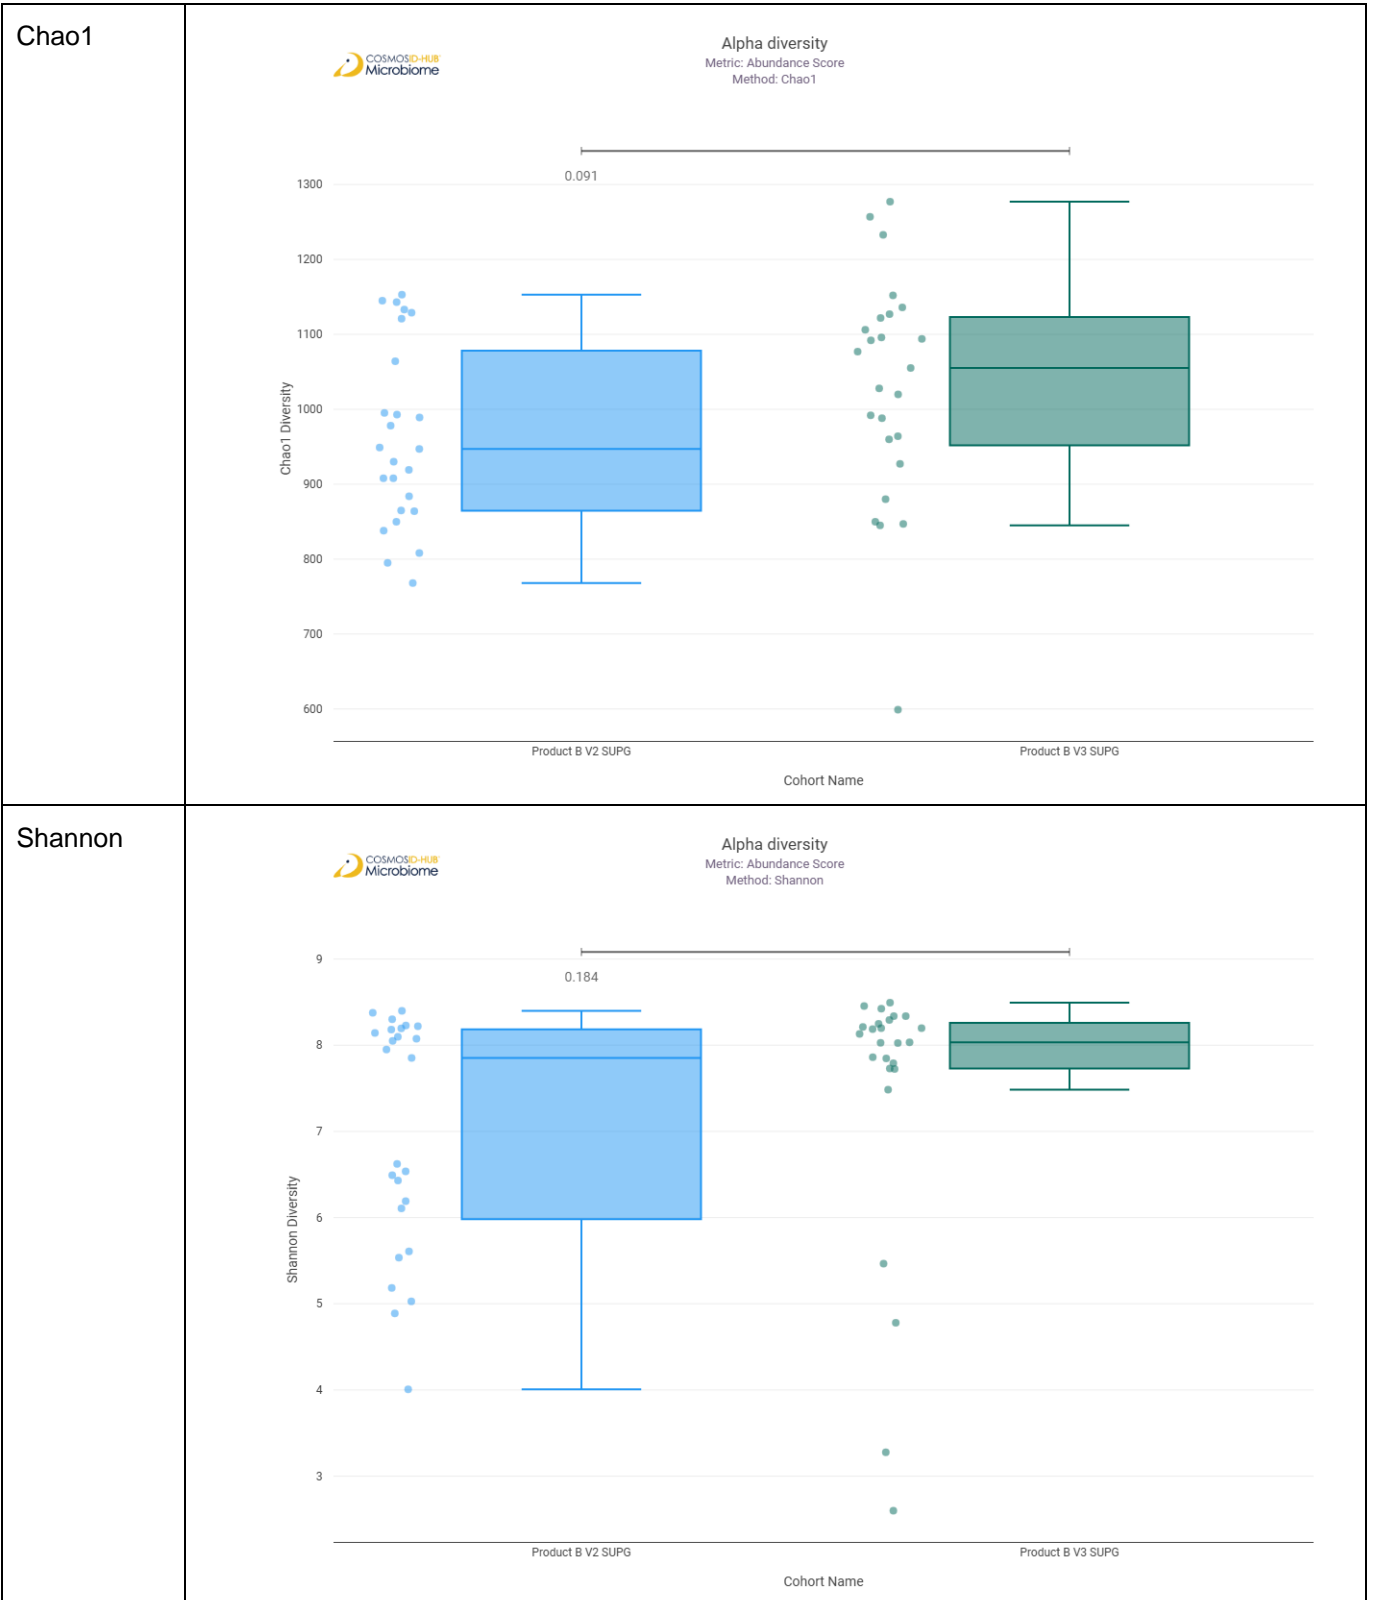 Chao1
COSMOSID-HUB
Microbiome
Alpha diversity
Metric: Abundance Score
Method: Chao1
0.091
1300
1200
1100
1000
900
800
700
600
Chao1 Diversity
Product B V2 SUPG
Product B V3 SUPG
Cohort Name
Shannon
COSMOSID-HUB
Microbiome
Alpha diversity
Metric: Abundance Score
Method: Shannon
9
0.184
8
7
6
5
4
3
Shannon Diversity
Product B V2 SUPG
Product B V3 SUPG
Cohort Name